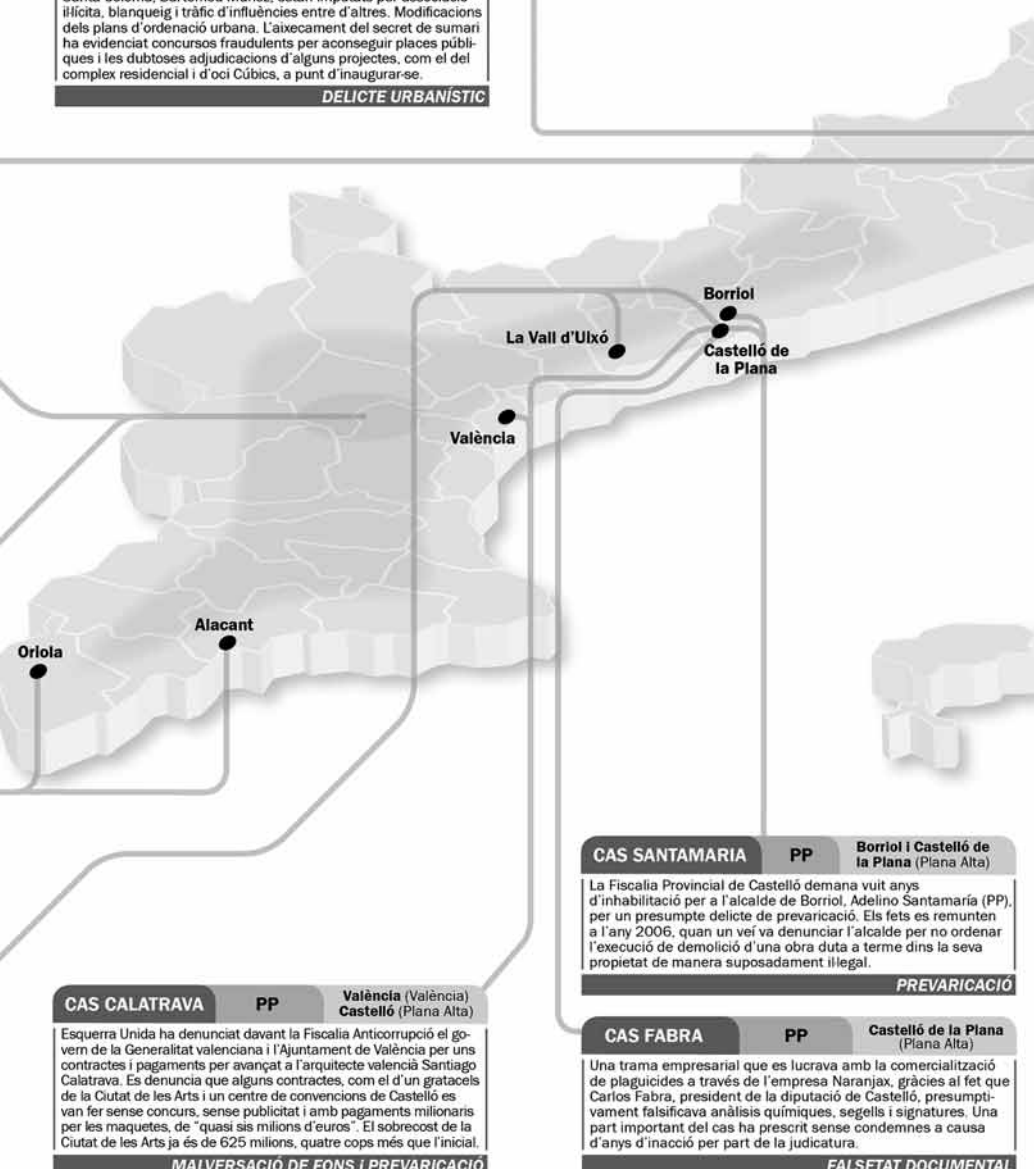 il·lícita, blanqueig i tràfic d'influències entre d'altres. Modificacions
dels plans d'ordenació urbana. L'aixecament del secret de sumari
ha evidenciat concursos fraudulents per aconseguir places públi-
ques i les dubtoses adjudicacions d'alguns projectes, com el del
complex residencial i d'oci Cúbics, a punt d'inaugurar-se.
DELICTE URBANÍSTIC
Borriol
La Vall d'Uixó
Castelló de
la Plana
València
Alacant
Oriola
CAS SANTAMARIA PP Borriol i Castelló de
la Plana (Plana Alta)
La Fiscalia Provincial de Castelló demana vuit anys
d'inhabilitació per a l'alcalde de Borriol, Adelino Santamaría (PP),
per un presumpte delicte de prevaricació. Els fets es remunten
a l'any 2006, quan un veí va denunciar l'alcalde per no ordenar
l'execució de demolició d'una obra duta a terme dins la seva
propietat de manera suposadament il·legal.
PREVARICACIÓ
CAS CALATRAVA PP València (València)
Castelló (Plana Alta)
Esquerra Unida ha denunciat davant la Fiscalia Anticorrupció el go-
vern de la Generalitat valenciana i l'Ajuntament de València per uns
contractes i pagaments per avançat a l'arquitecte valencià Santiago
Calatrava. Es denuncia que alguns contractes, com el d'un gratacels
de la Ciutat de les Arts i un centre de convencions de Castelló es
van fer sense concurs, sense publicitat i amb pagaments milionaris
per les maquetes, de "quasi sis milions d'euros". El sobrecost de la
Ciutat de les Arts ja és de 625 milions, quatre cops més que l'inicial.
MALVERSACIÓ DE FONS i PREVARICACIÓ
CAS FABRA PP Castelló de la Plana
(Plana Alta)
Una trama empresarial que es lucrava amb la comercialització
de plaguicides a través de l'empresa Naranjax, gràcies al fet que
Carlos Fabra, president de la diputació de Castelló, presumpti-
vament falsificava anàlisis químiques, segells i signatures. Una
part important del cas ha prescrit sense condemnes a causa
d'anys d'inacció per part de la judicatura.
FALSETAT DOCUMENTAL